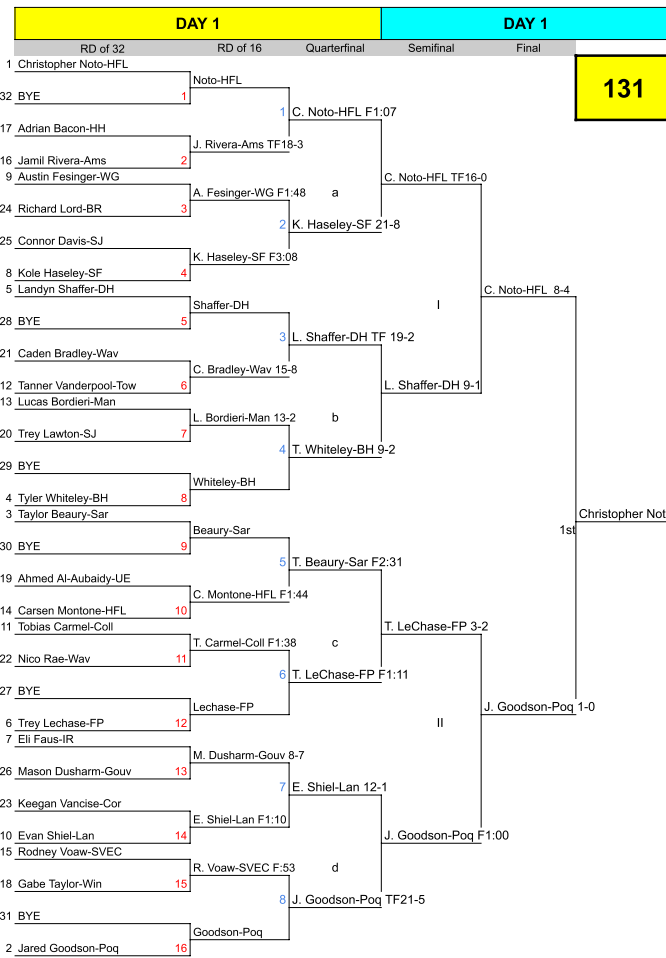 DAY 1
DAY 1
RD of 32
RD of 16
Quarterfinal
Semifinal
Final
131
1 Christopher Noto-HFL
Noto-HFL
32 BYE 1
1 C. Noto-HFL F1:07
17 Adrian Bacon-HH
J. Rivera-Ams TF18-3
16 Jamil Rivera-Ams 2
C. Noto-HFL TF16-0
9 Austin Fesinger-WG
A. Fesinger-WG F1:48
a
24 Richard Lord-BR 3
2 K. Haseley-SF 21-8
25 Connor Davis-SJ
K. Haseley-SF F3:08
8 Kole Haseley-SF 4
C. Noto-HFL 8-4
5 Landyn Shaffer-DH
Shaffer-DH
I
28 BYE 5
3 L. Shaffer-DH TF 19-2
21 Caden Bradley-Wav
C. Bradley-Wav 15-8
12 Tanner Vanderpool-Tow 6
L. Shaffer-DH 9-1
13 Lucas Bordieri-Man
L. Bordieri-Man 13-2
b
20 Trey Lawton-SJ 7
4 T. Whiteley-BH 9-2
29 BYE
Whiteley-BH
4 Tyler Whiteley-BH 8
3 Taylor Beaury-Sar
Christopher Not
1st
Beaury-Sar
30 BYE 9
5 T. Beaury-Sar F2:31
19 Ahmed Al-Aubaidy-UE
C. Montone-HFL F1:44
14 Carsen Montone-HFL 10
T. LeChase-FP 3-2
11 Tobias Carmel-Coll
T. Carmel-Coll F1:38
c
22 Nico Rae-Wav 11
6 T. LeChase-FP F1:11
27 BYE
Lechase-FP
J. Goodson-Poq 1-0
6 Trey Lechase-FP 12
II
7 Eli Faus-IR
M. Dusharm-Gouv 8-7
26 Mason Dusharm-Gouv 13
7 E. Shiel-Lan 12-1
23 Keegan Vancise-Cor
E. Shiel-Lan F1:10
10 Evan Shiel-Lan 14
J. Goodson-Poq F1:00
15 Rodney Voaw-SVEC
R. Voaw-SVEC F:53
d
18 Gabe Taylor-Win 15
8 J. Goodson-Poq TF21-5
31 BYE
Goodson-Poq
2 Jared Goodson-Poq 16